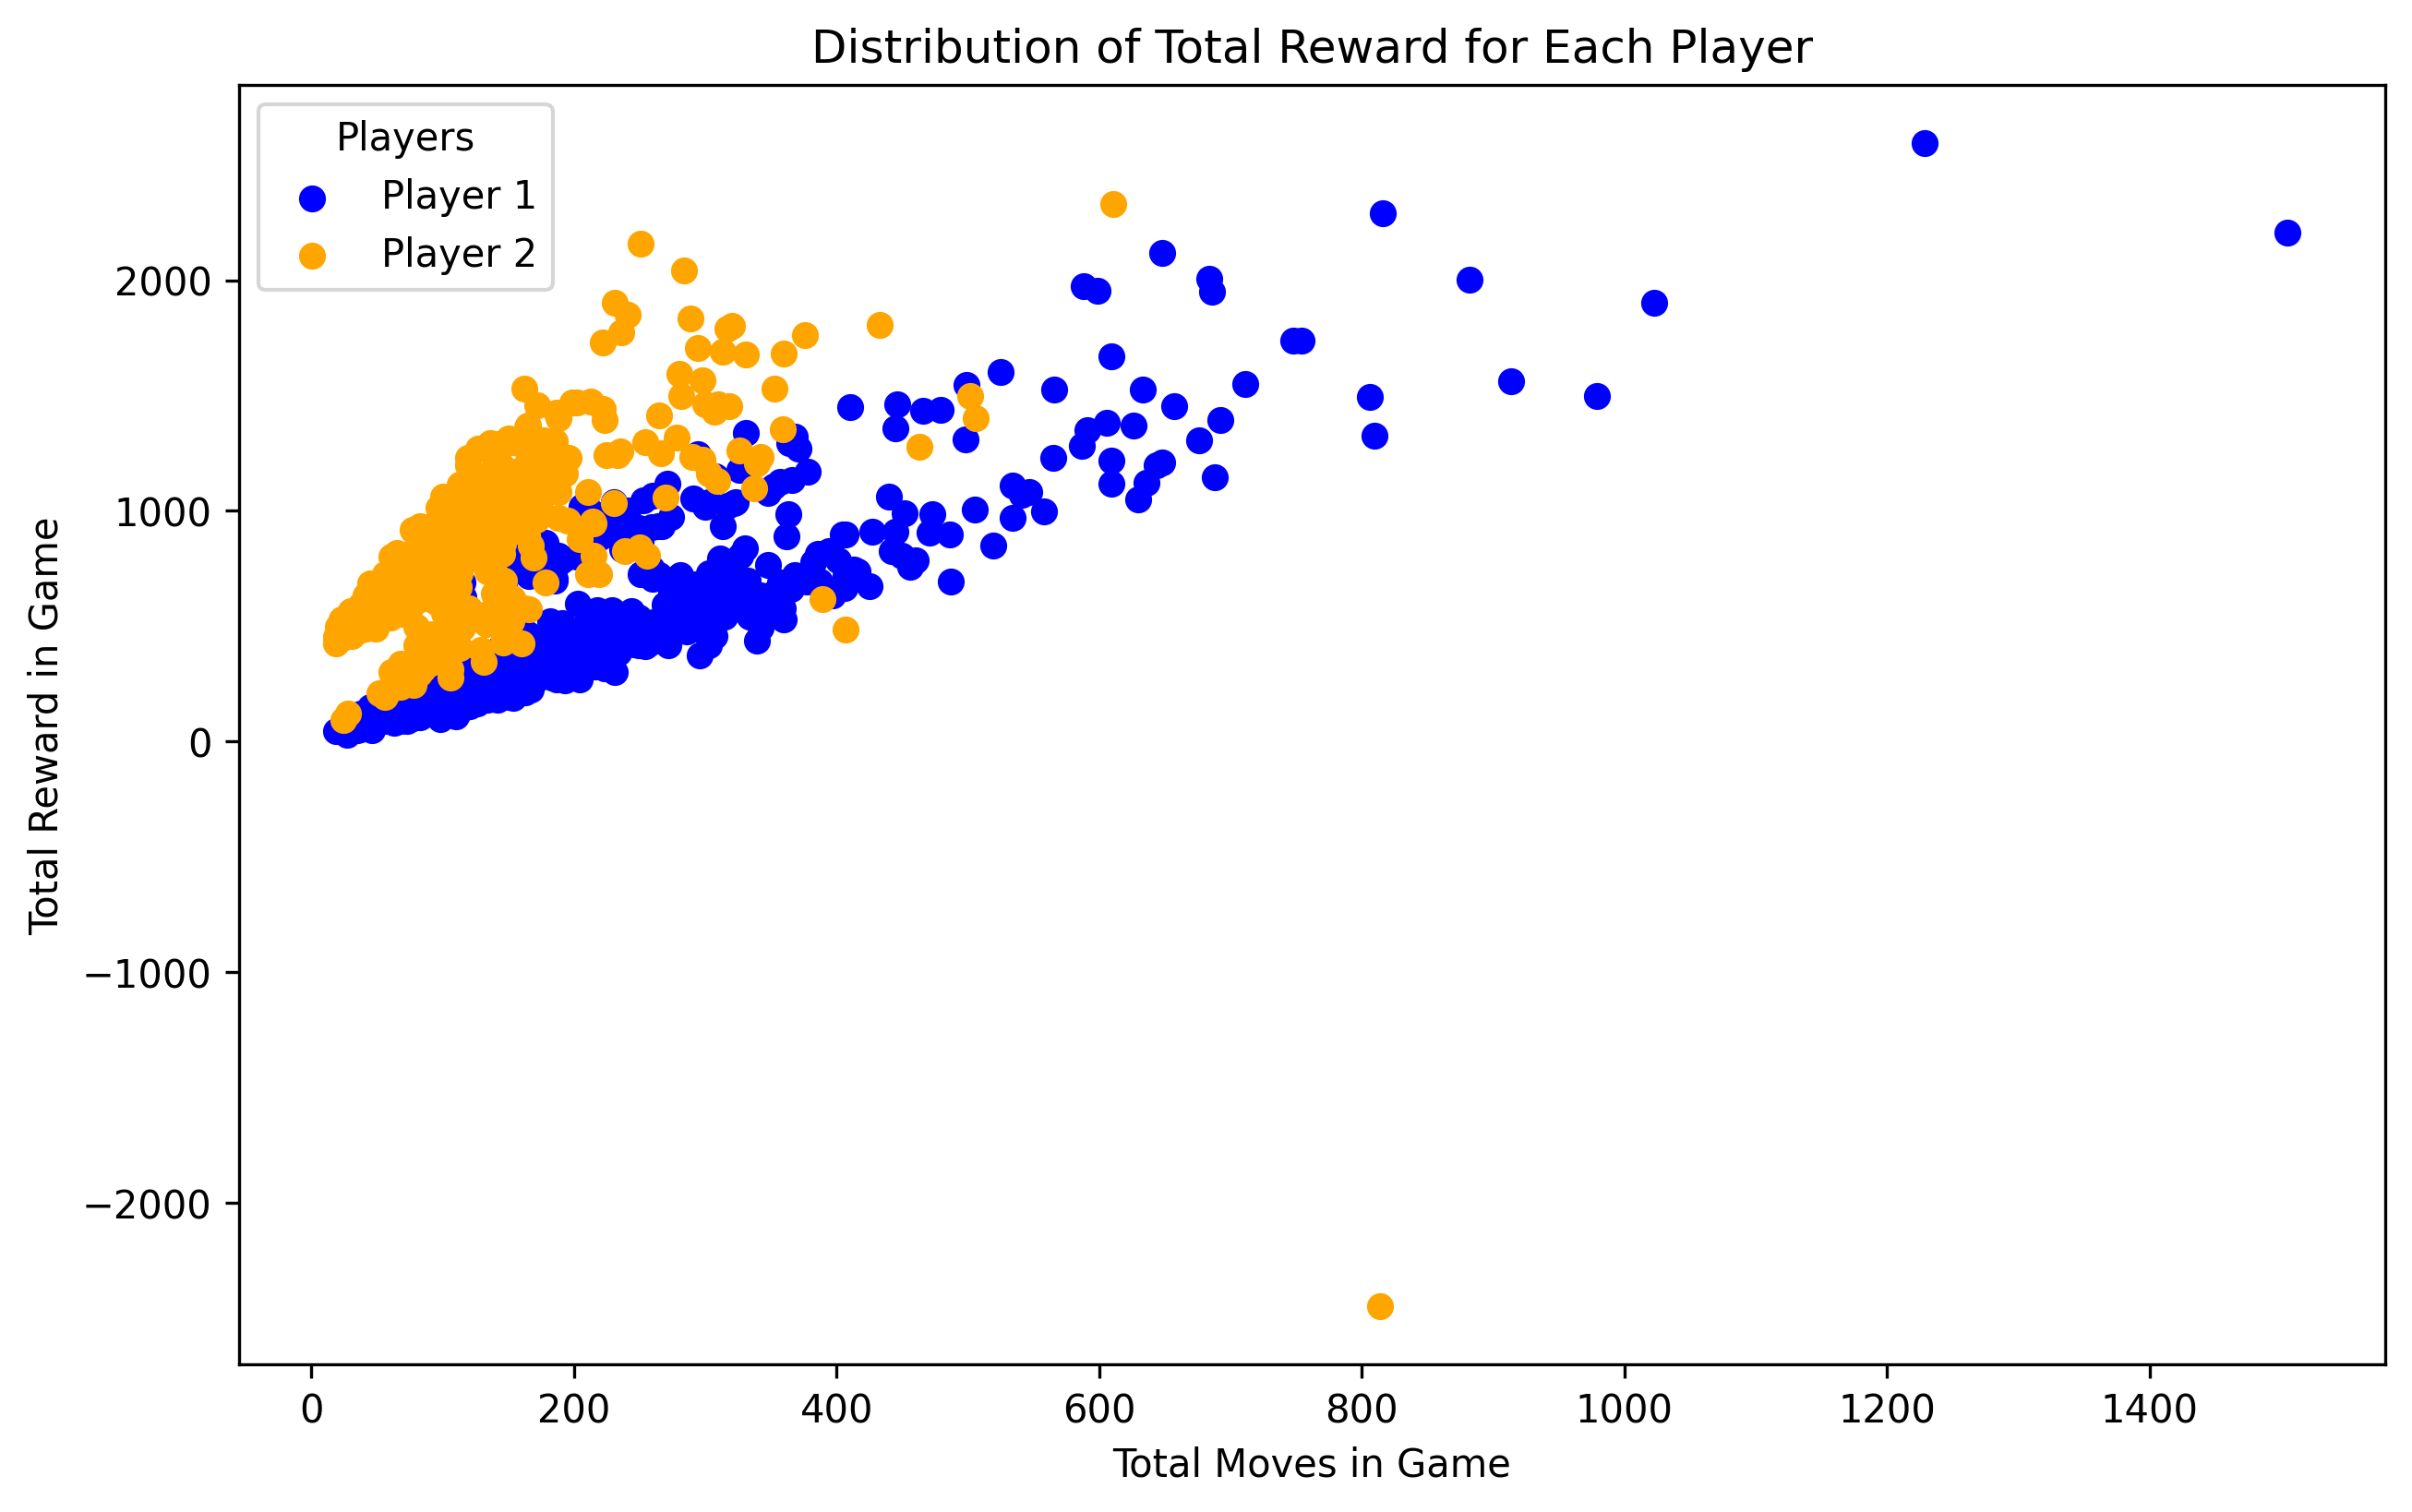 Distribution of Total Reward for Each Player
Players
Player 1
Player 2
2000
1000
0
−1000
−2000
Total Reward in Game
0 200 400 600 800 1000 1200 1400
Total Moves in Game